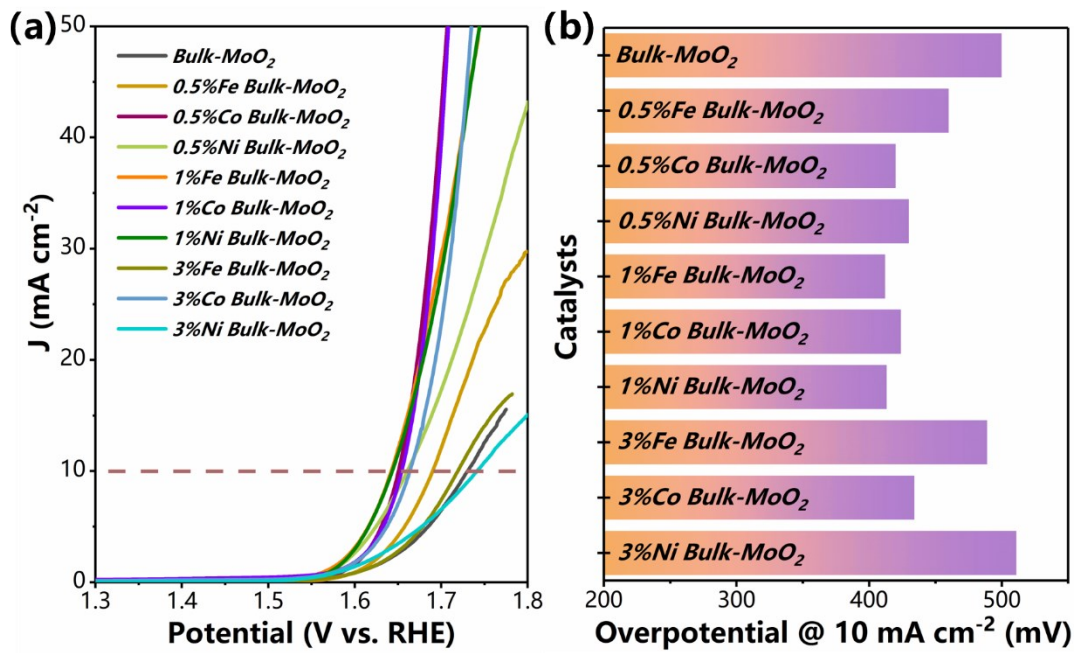 (a)
50
40
30
20
10
0
J (mA cm⁻²)
Bulk-MoO₂
0.5%Fe Bulk-MoO₂
0.5%Co Bulk-MoO₂
0.5%Ni Bulk-MoO₂
1%Fe Bulk-MoO₂
1%Co Bulk-MoO₂
1%Ni Bulk-MoO₂
3%Fe Bulk-MoO₂
3%Co Bulk-MoO₂
3%Ni Bulk-MoO₂
1.3 1.4 1.5 1.6 1.7 1.8
Potential (V vs. RHE)
(b)
Catalysts
Bulk-MoO₂
0.5%Fe Bulk-MoO₂
0.5%Co Bulk-MoO₂
0.5%Ni Bulk-MoO₂
1%Fe Bulk-MoO₂
1%Co Bulk-MoO₂
1%Ni Bulk-MoO₂
3%Fe Bulk-MoO₂
3%Co Bulk-MoO₂
3%Ni Bulk-MoO₂
200 300 400 500
Overpotential @ 10 mA cm⁻² (mV)